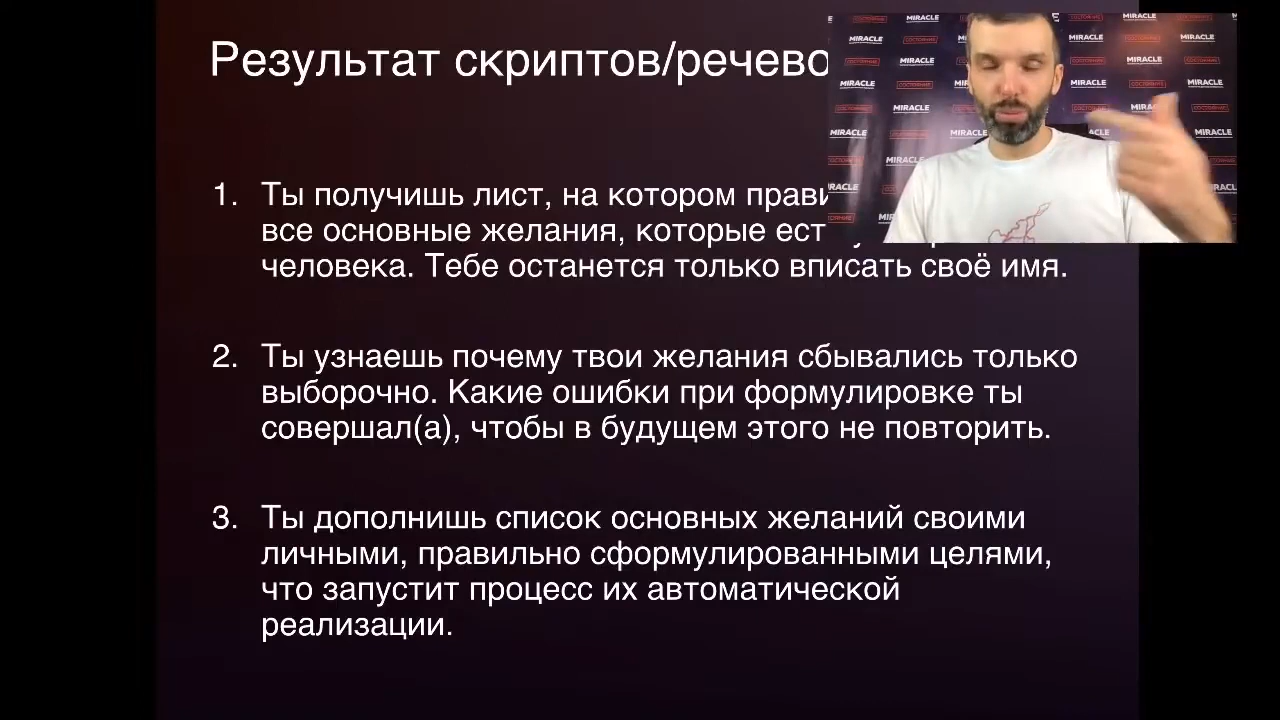 Результат скриптов/речево
1. Ты получишь лист, на котором
все основные желания, которые
человека. Тебе останется только вписать своё имя.
2. Ты узнаешь почему твои желания сбывались только
выборочно. Какие ошибки при формулировке ты
совершал(а), чтобы в будущем этого не повторить.
3. Ты дополнишь список основных желаний своими
личными, правильно сформулированными целями,
что запустит процесс их автоматической
реализации.
MIRACLE
СОСТОЯНИЕ